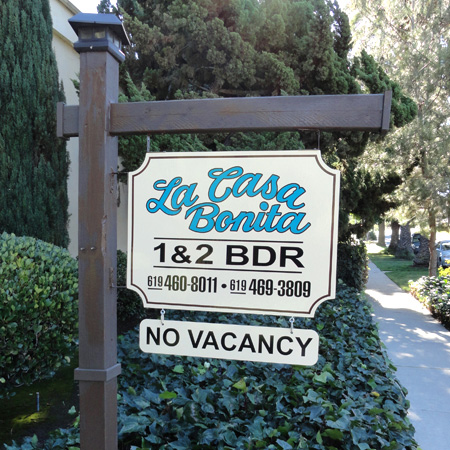 La Casa
Bonita
1&2 BDR
619 460-8011 • 619 469-3809
NO VACANCY